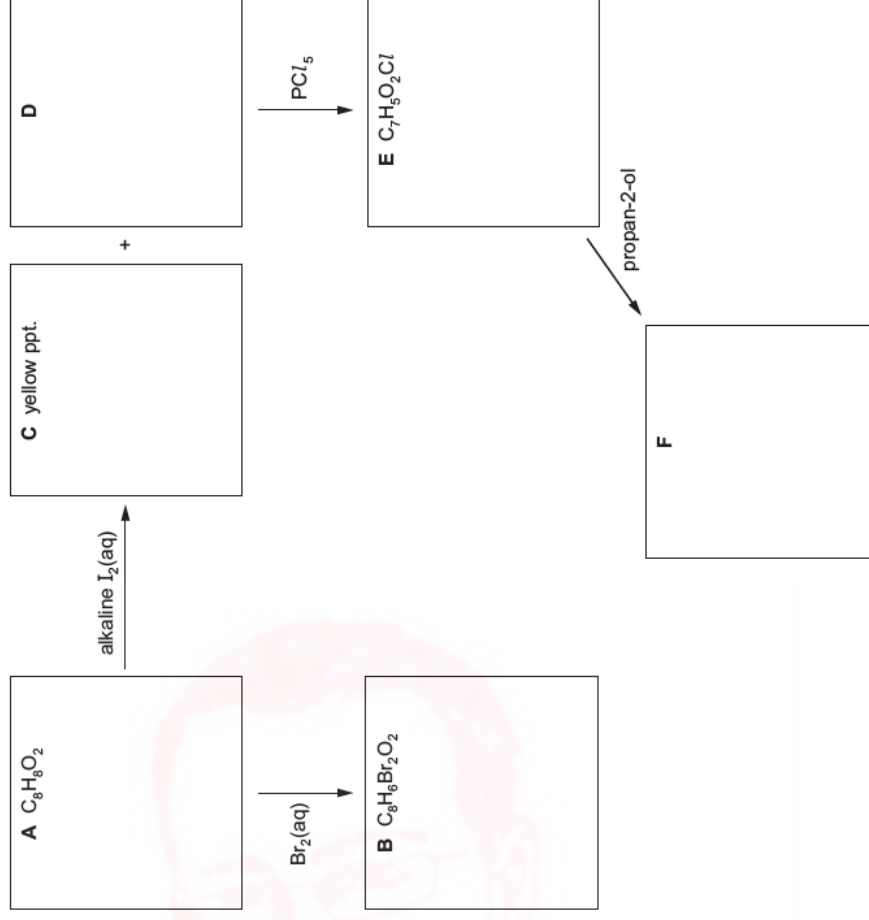 A C₈H₈O₂
alkaline I₂(aq)
C yellow ppt.
+
D
Br₂(aq)
PCl₅
B C₈H₆Br₂O₂
E C₇H₅O₂Cl
propan-2-ol
F